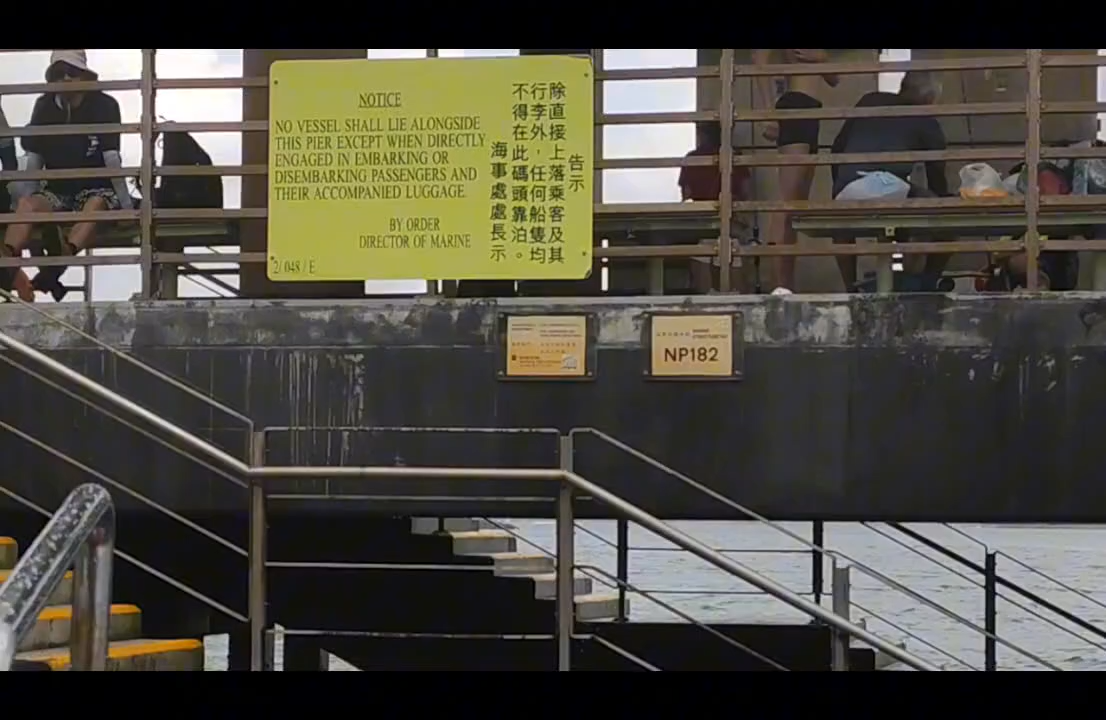 NOTICE
NO VESSEL SHALL LIE ALONGSIDE
THIS PIER EXCEPT WHEN DIRECTLY
ENGAGED IN EMBARKING OR
DISEMBARKING PASSENGERS AND
THEIR ACCOMPANIED LUGGAGE.
BY ORDER
DIRECTOR OF MARINE
2/ 048 / E
告示
除直接上落乘客及其
行李外，任何船隻均
不得在此碼頭靠泊。
海事處處長示
NP182